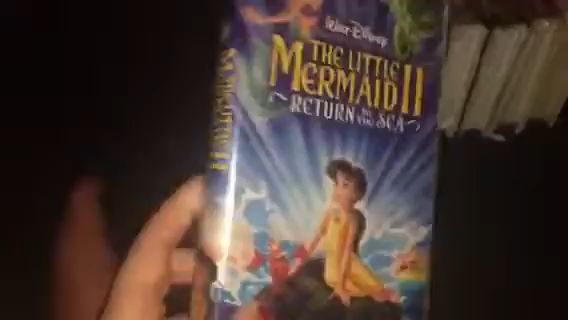 WALT DISNEY
THE LITTLE
MERMAID II
RETURN TO THE SEA